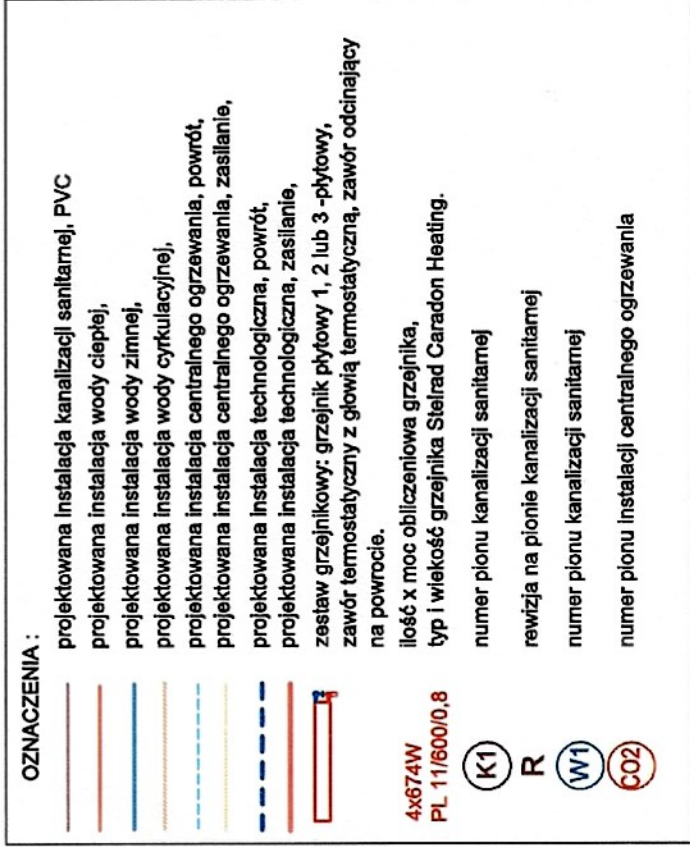 OZNACZENIA :
projektowana instalacja kanalizacji sanitarnej, PVC
projektowana instalacja wody ciepłej,
projektowana instalacja wody zimnej,
projektowana instalacja wody cyrkulacyjnej,
projektowana instalacja centralnego ogrzewania, powrót,
projektowana instalacja centralnego ogrzewania, zasilanie,
projektowana instalacja technologiczna, powrót,
projektowana instalacja technologiczna, zasilanie,
zestaw grzejnikowy: grzejnik płytowy 1, 2 lub 3 -płytowy,
zawór termostatyczny z głowią termostatyczną, zawór odcinający
na powrocie.
4x674W ilość x moc obliczeniowa grzejnika,
PL 11/600/0,8 typ i wiekość grzejnika Stelrad Caradon Heating.
K1 numer pionu kanalizacji sanitarnej
R rewizja na pionie kanalizacji sanitarnej
W1 numer pionu kanalizacji sanitarnej
CO2 numer pionu instalacji centralnego ogrzewania